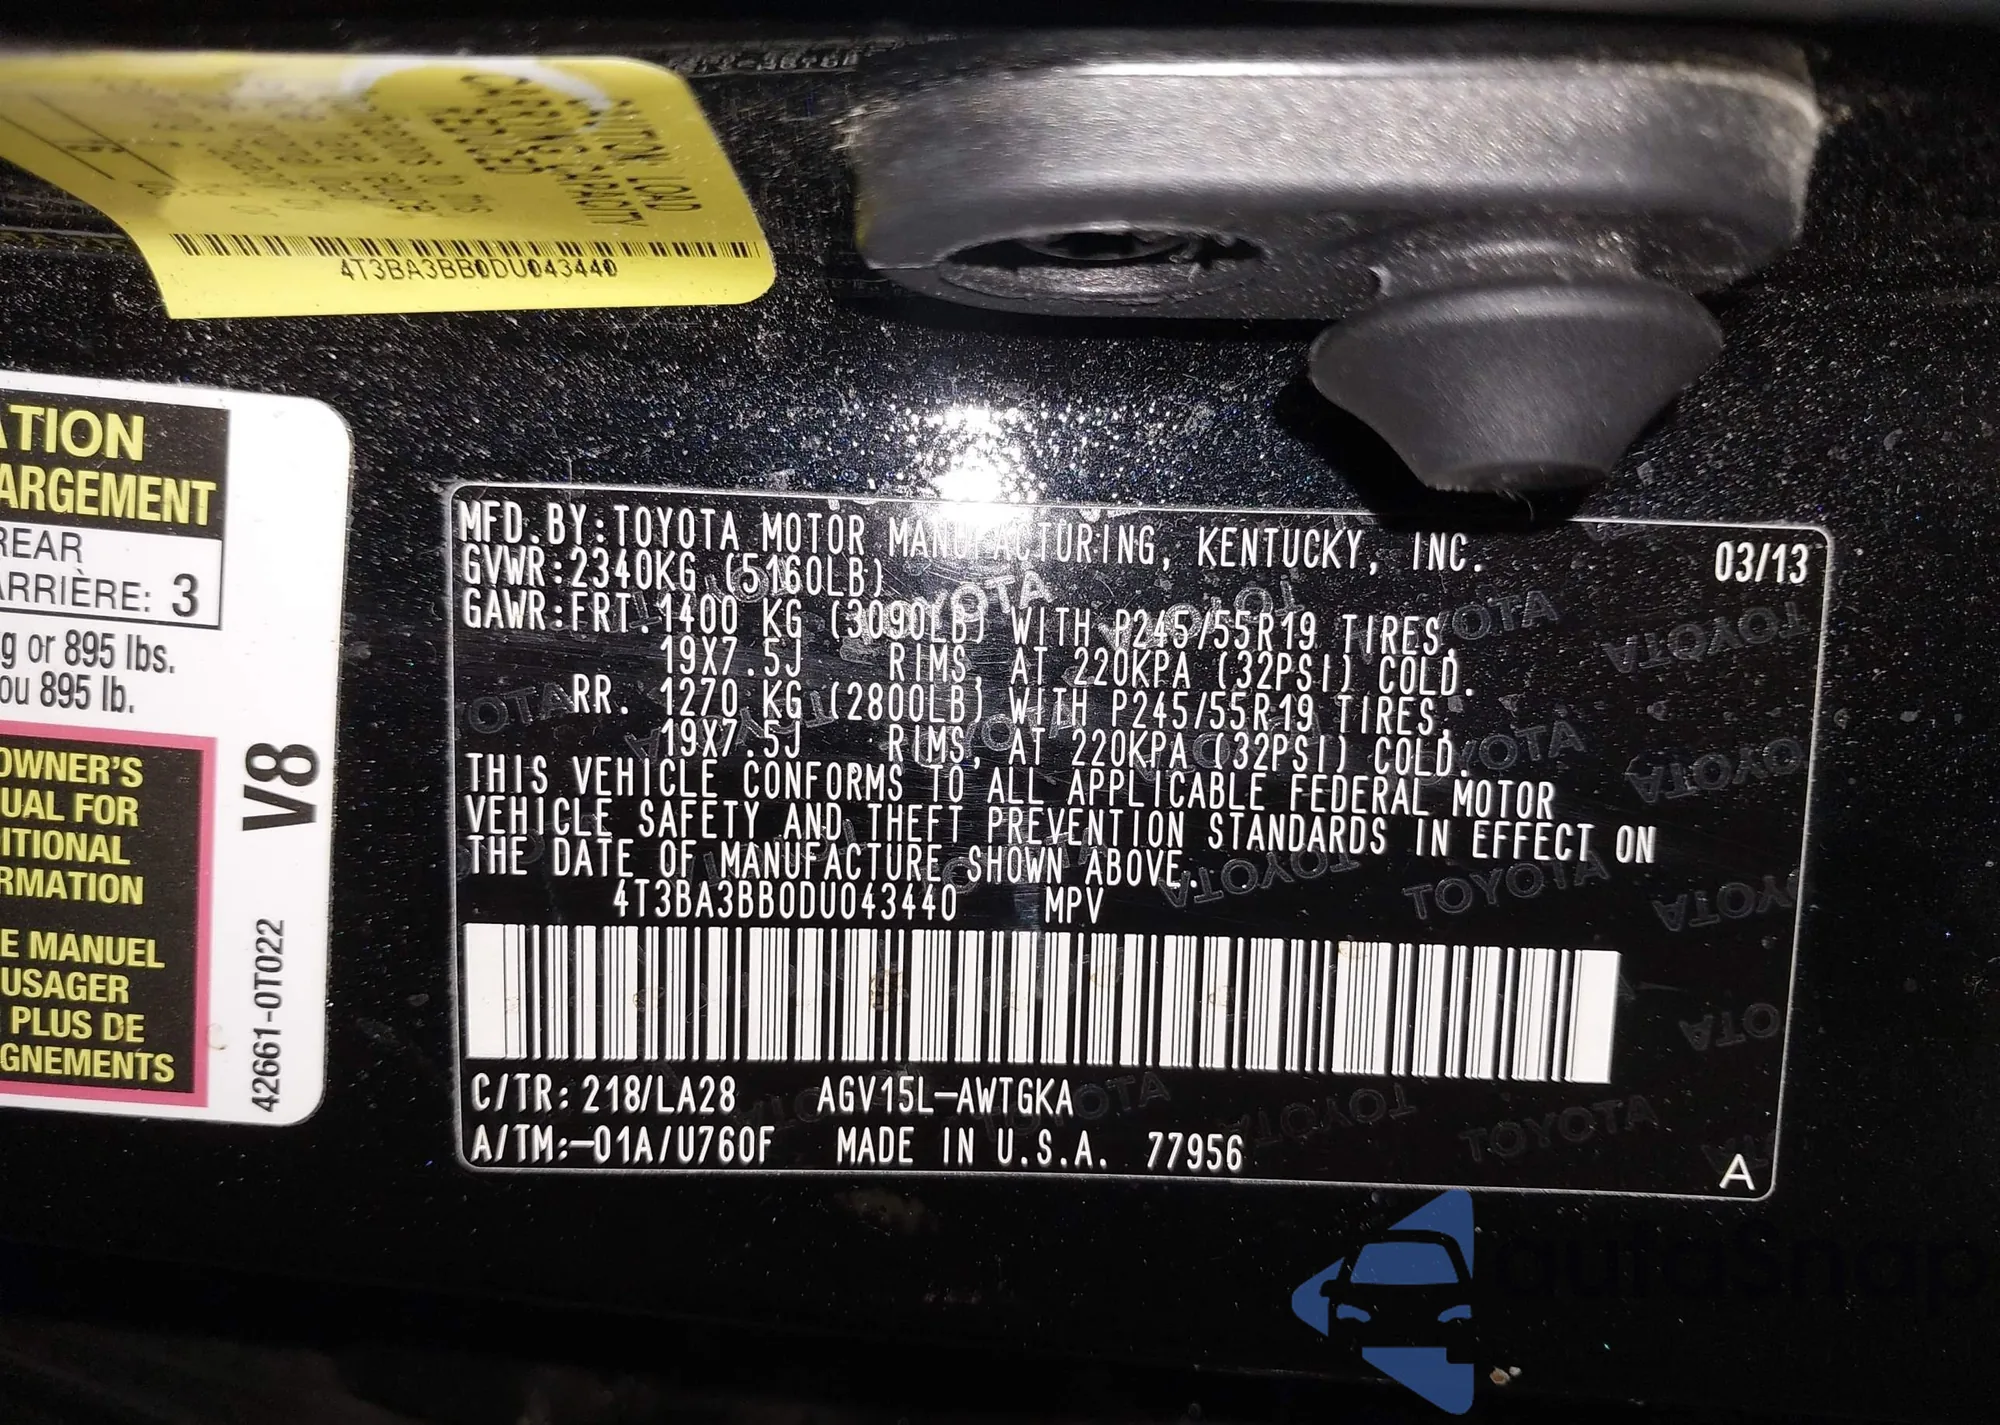 LOAD
CAPACITY
REDUCED
4T3BA3BB0DU043440
ATION
ARGEMENT
REAR
ARRIÈRE: 3
g or 895 lbs.
ou 895 lb.
OWNER'S
UAL FOR
DITIONAL
RMATION
E MANUEL
USAGER
PLUS DE
GNEMENTS
V8
42661-0T022
MFD.BY:TOYOTA MOTOR MANUFACTURING, KENTUCKY, INC. 03/13
GVWR:2340KG (5160LB)
GAWR:FRT.1400 KG (3090LB) WITH P245/55R19 TIRES,
19X7.5J RIMS, AT 220KPA (32PSI) COLD.
RR. 1270 KG (2800LB) WITH P245/55R19 TIRES,
19X7.5J RIMS, AT 220KPA (32PSI) COLD.
THIS VEHICLE CONFORMS TO ALL APPLICABLE FEDERAL MOTOR
VEHICLE SAFETY AND THEFT PREVENTION STANDARDS IN EFFECT ON
THE DATE OF MANUFACTURE SHOWN ABOVE.
4T3BA3BB0DU043440 MPV
C/TR: 218/LA28 AGV15L-AWTGKA
A/TM:-01A/U760F MADE IN U.S.A. 77956
A